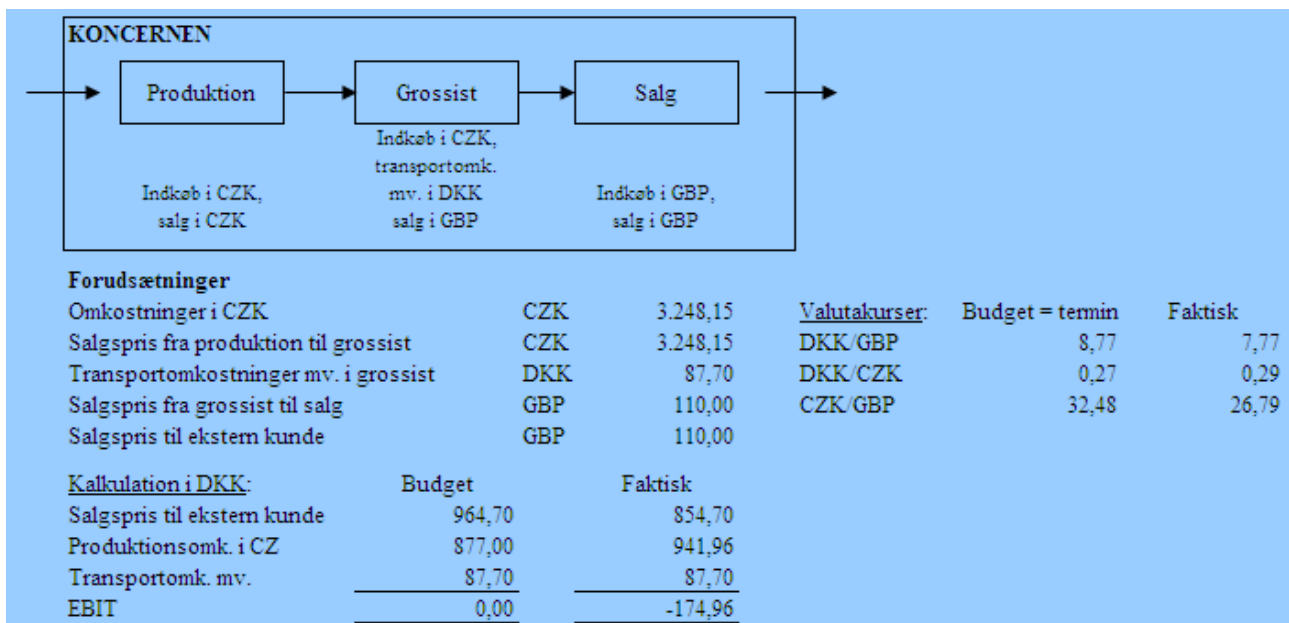 KONCERNEN
Produktion Grossist Salg
Indkøb i CZK,
salg i CZK
Indkøb i CZK,
transportomk.
mv. i DKK
salg i GBP
Indkøb i GBP,
salg i GBP
Forudsætninger
Omkostninger i CZK CZK 3.248,15
Salgspris fra produktion til grossist CZK 3.248,15
Transportomkostninger mv. i grossist DKK 87,70
Salgspris fra grossist til salg GBP 110,00
Salgspris til ekstern kunde GBP 110,00
Valutakurser: Budget = termin Faktisk
DKK/GBP 8,77 7,77
DKK/CZK 0,27 0,29
CZK/GBP 32,48 26,79
Kalkulation i DKK: Budget Faktisk
Salgspris til ekstern kunde 964,70 854,70
Produktionsomk. i CZ 877,00 941,96
Transportomk. mv. 87,70 87,70
EBIT 0,00 -174,96